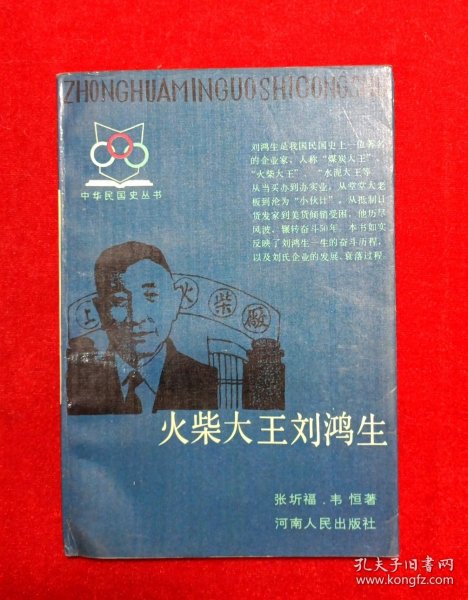 ZHONGHUAMINGUOSHICONGSHU
中华民国史丛书
刘鸿生是我国民国史上一位著名
的企业家，人称“煤炭大王”、
“火柴大王”、“水泥大王等。
从当买办到办实业，从堂堂大老
板到沦为“小伙计”，从抵制日
货发家到美货倾销受困，他历尽
风波，辗转奋斗50年。本书如实
反映了刘鸿生一生的奋斗历程，
以及刘氏企业的发展、衰落过程
上 火 柴 廠
火柴大王刘鸿生
张圻福．韦 恒著
河南人民出版社
孔夫子旧书网
www.kongfz.com